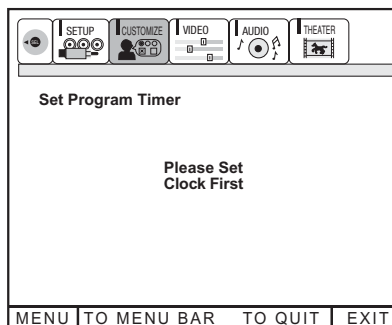 SETUP
CUSTOMIZE
VIDEO
AUDIO
THEATER
Set Program Timer
Please Set
Clock First
MENU TO MENU BAR TO QUIT EXIT